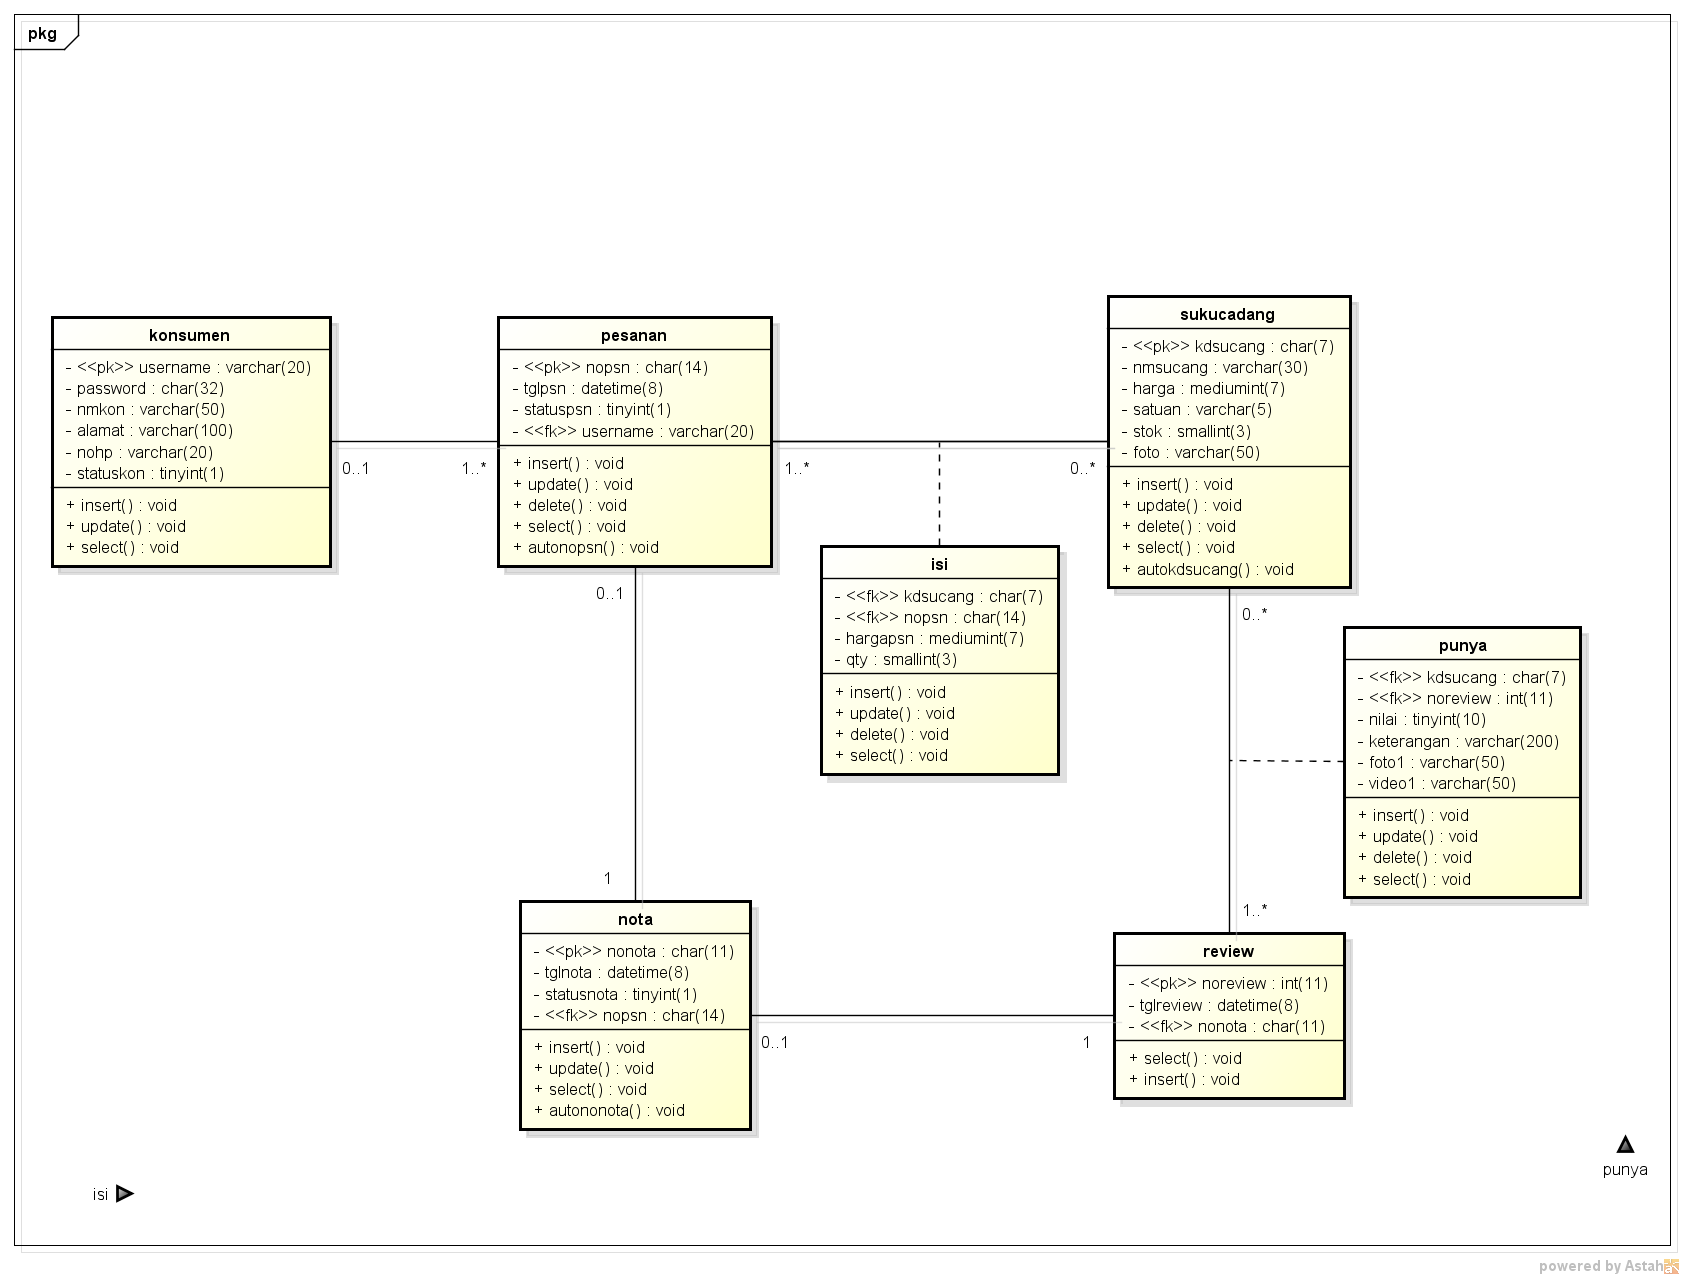 pkg
konsumen
- <<pk>> username : varchar(20)
- password : char(32)
- nmkon : varchar(50)
- alamat : varchar(100)
- nohp : varchar(20)
- statuskon : tinyint(1)
+ insert() : void
+ update() : void
+ select() : void
0..1
1..*
pesanan
- <<pk>> nopsn : char(14)
- tglpsn : datetime(8)
- statuspsn : tinyint(1)
- <<fk>> username : varchar(20)
+ insert() : void
+ update() : void
+ delete() : void
+ select() : void
+ autonopsn() : void
1..*
0..*
sukucadang
- <<pk>> kdsucang : char(7)
- nmsucang : varchar(30)
- harga : mediumint(7)
- satuan : varchar(5)
- stok : smallint(3)
- foto : varchar(50)
+ insert() : void
+ update() : void
+ delete() : void
+ select() : void
+ autokdsucang() : void
isi
- <<fk>> kdsucang : char(7)
- <<fk>> nopsn : char(14)
- hargapsn : mediumint(7)
- qty : smallint(3)
+ insert() : void
+ update() : void
+ delete() : void
+ select() : void
0..1
1
0..*
1..*
punya
- <<fk>> kdsucang : char(7)
- <<fk>> noreview : int(11)
- nilai : tinyint(10)
- keterangan : varchar(200)
- foto1 : varchar(50)
- video1 : varchar(50)
+ insert() : void
+ update() : void
+ delete() : void
+ select() : void
nota
- <<pk>> nonota : char(11)
- tglnota : datetime(8)
- statusnota : tinyint(1)
- <<fk>> nopsn : char(14)
+ insert() : void
+ update() : void
+ select() : void
+ autononota() : void
0..1
1
review
- <<pk>> noreview : int(11)
- tglreview : datetime(8)
- <<fk>> nonota : char(11)
+ select() : void
+ insert() : void
punya
isi
powered by Astah